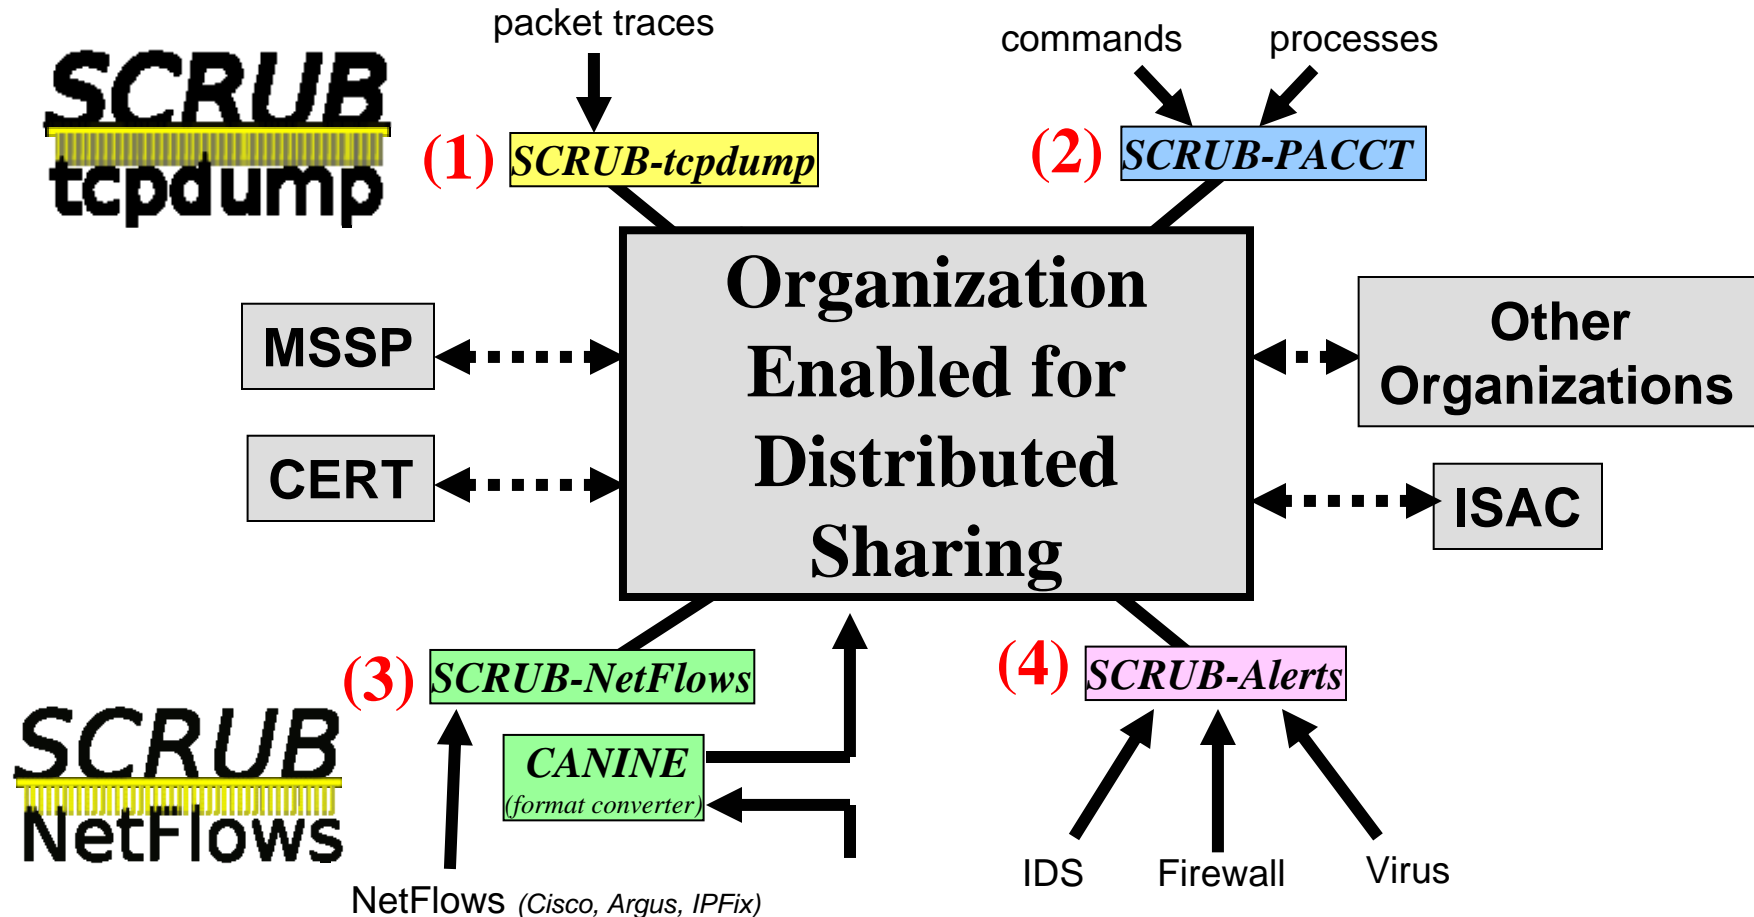 packet traces
commands
processes
SCRUB
tcpdump
(1)
SCRUB-tcpdump
(2)
SCRUB-PACCT
Organization
Enabled for
Distributed
Sharing
MSSP
CERT
Other
Organizations
ISAC
(3)
SCRUB-NetFlows
(4)
SCRUB-Alerts
SCRUB
NetFlows
CANINE
(format converter)
IDS
Firewall
Virus
NetFlows (Cisco, Argus, IPFix)